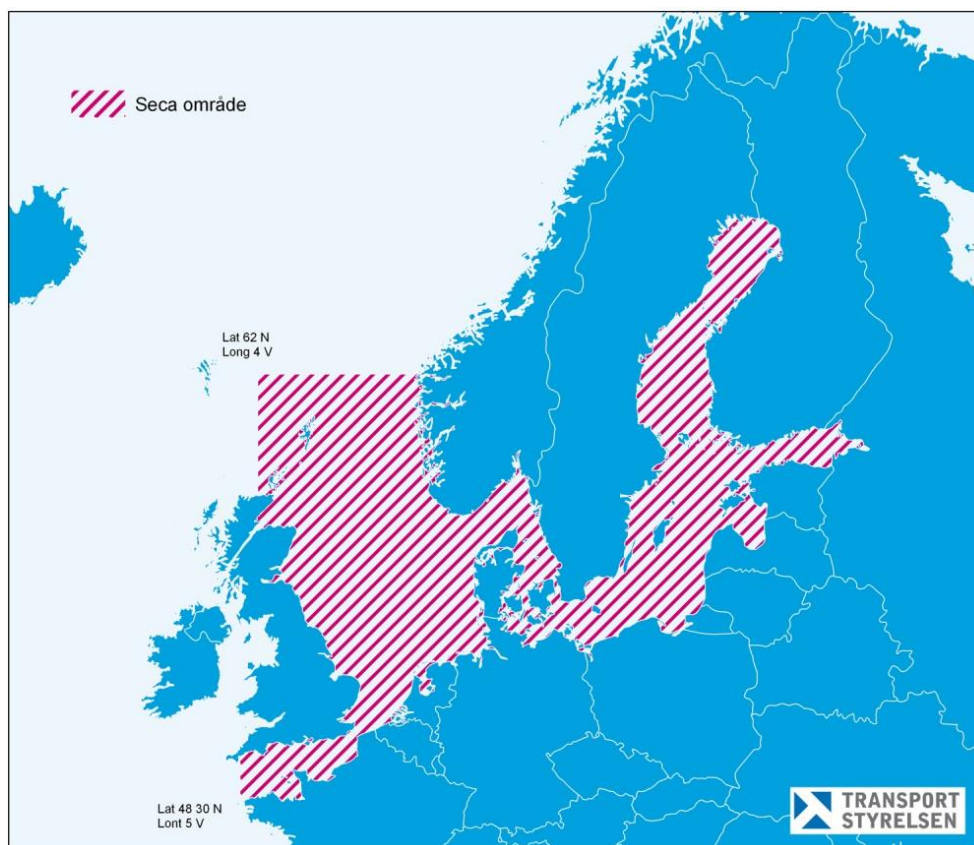 Seca område
Lat 62 N
Long 4 V
Lat 48 30 N
Lont 5 V
TRANSPORT
STYRELSEN